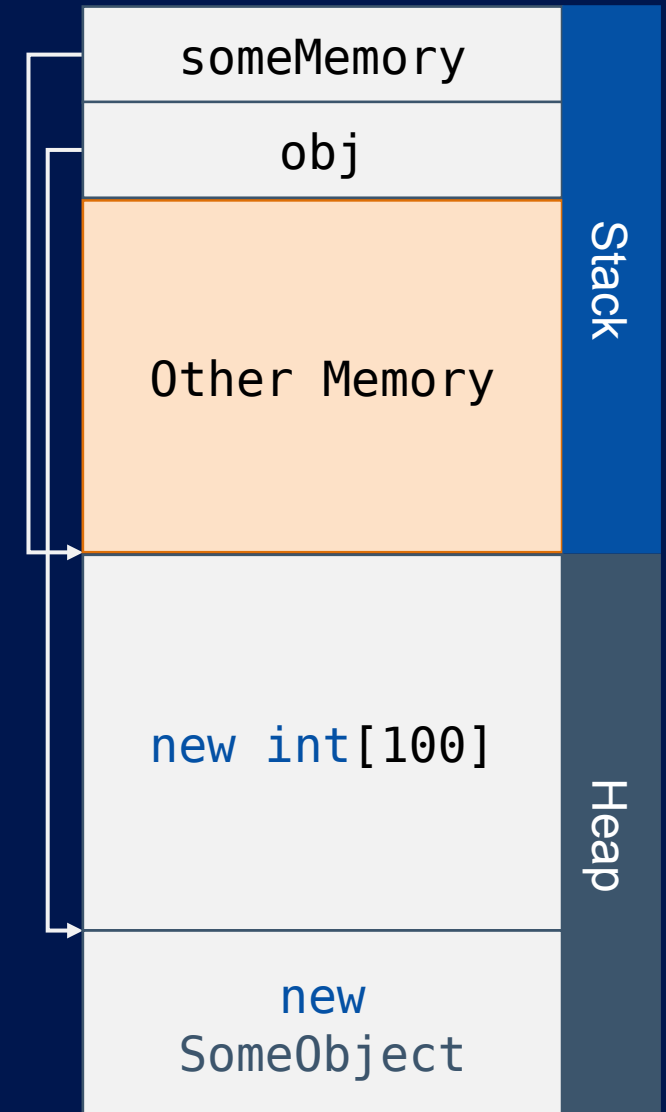 someMemory
obj
Stack
Other Memory
new int[100]
Heap
new
SomeObject